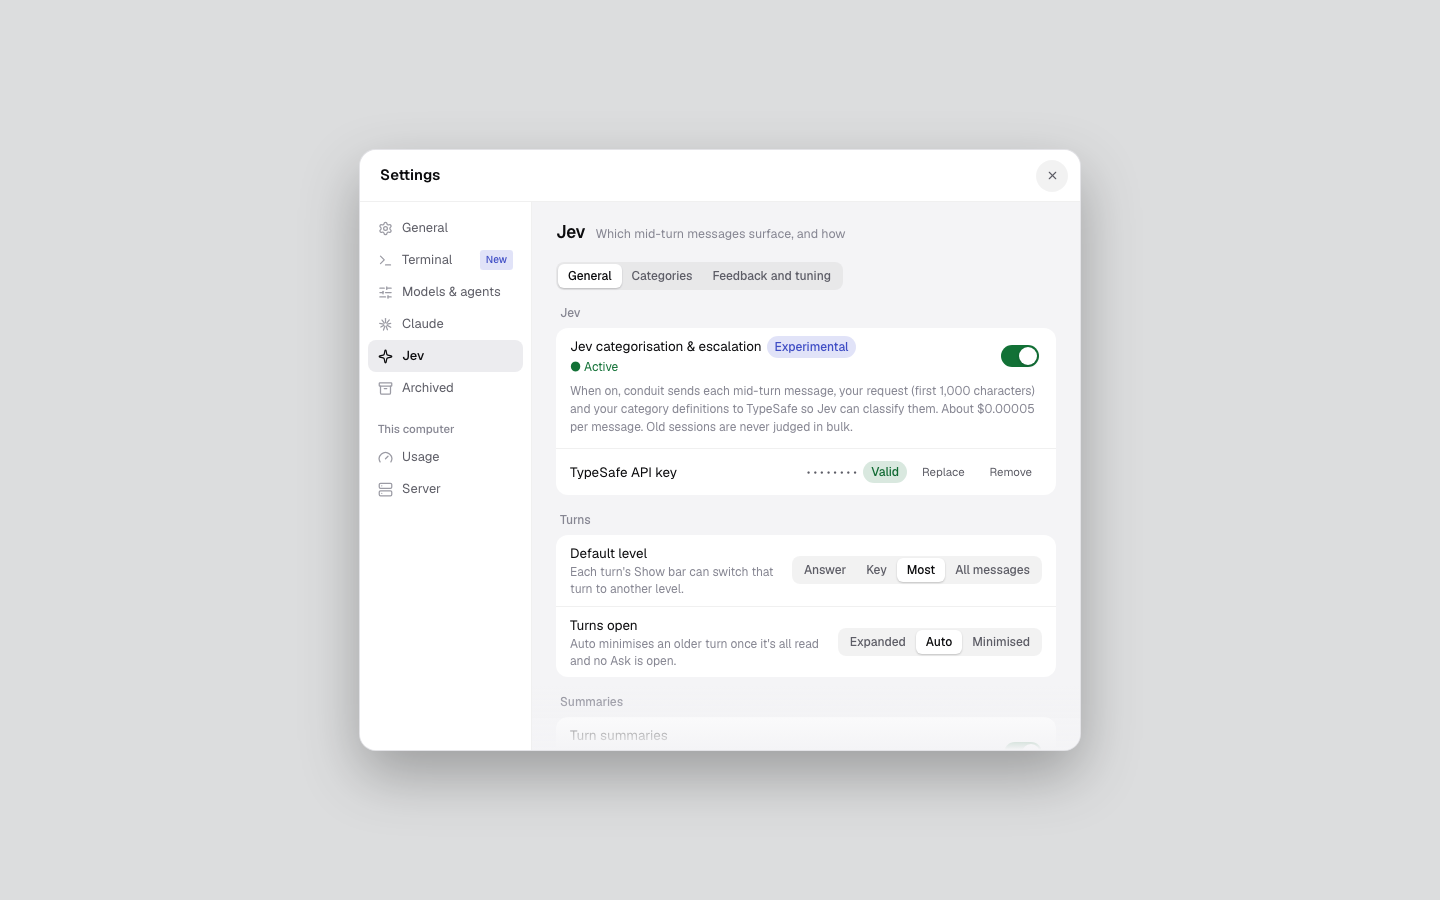 Settings
General
Terminal New
Models & agents
Claude
Jev
Archived
This computer
Usage
Server
Jev Which mid-turn messages surface, and how
General Categories Feedback and tuning
Jev
Jev categorisation & escalation Experimental
Active
When on, conduit sends each mid-turn message, your request (first 1,000 characters)
and your category definitions to TypeSafe so Jev can classify them. About $0.00005
per message. Old sessions are never judged in bulk.
TypeSafe API key •••••••• Valid Replace Remove
Turns
Default level
Each turn's Show bar can switch that
turn to another level.
Answer Key Most All messages
Turns open
Auto minimises an older turn once it's all read
and no Ask is open.
Expanded Auto Minimised
Summaries
Turn summaries